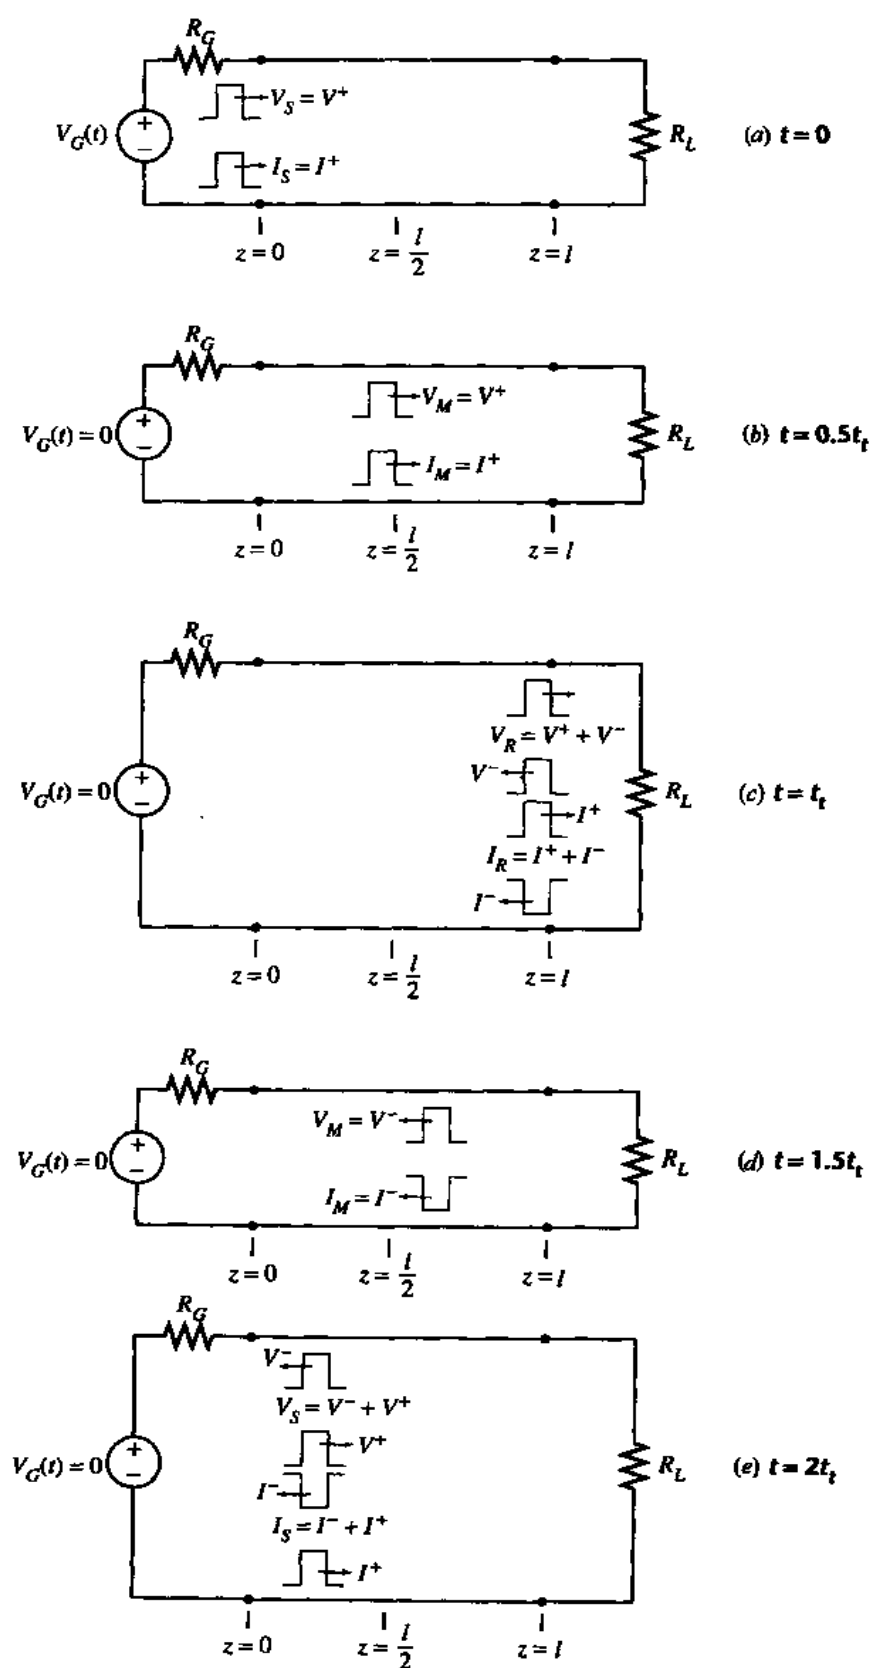 R_G
V_S = V⁺
V_G(t)
+
−
R_L
(a) t = 0
I_S = I⁺
z = 0
z = l/2
z = l
R_G
V_M = V⁺
V_G(t) = 0
+
−
R_L
(b) t = 0.5t_t
I_M = I⁺
z = 0
z = l/2
z = l
R_G
V_R = V⁺ + V⁻
V⁻
V_G(t) = 0
+
−
R_L
(c) t = t_t
I⁺
I_R = I⁺ + I⁻
I⁻
z = 0
z = l/2
z = l
R_G
V_M = V⁻
V_G(t) = 0
+
−
R_L
(d) t = 1.5t_t
I_M = I⁻
z = 0
z = l/2
z = l
R_G
V⁻
V_S = V⁻ + V⁺
V⁺
V_G(t) = 0
+
−
R_L
(e) t = 2t_t
I⁻
I_S = I⁻ + I⁺
I⁺
z = 0
z = l/2
z = l